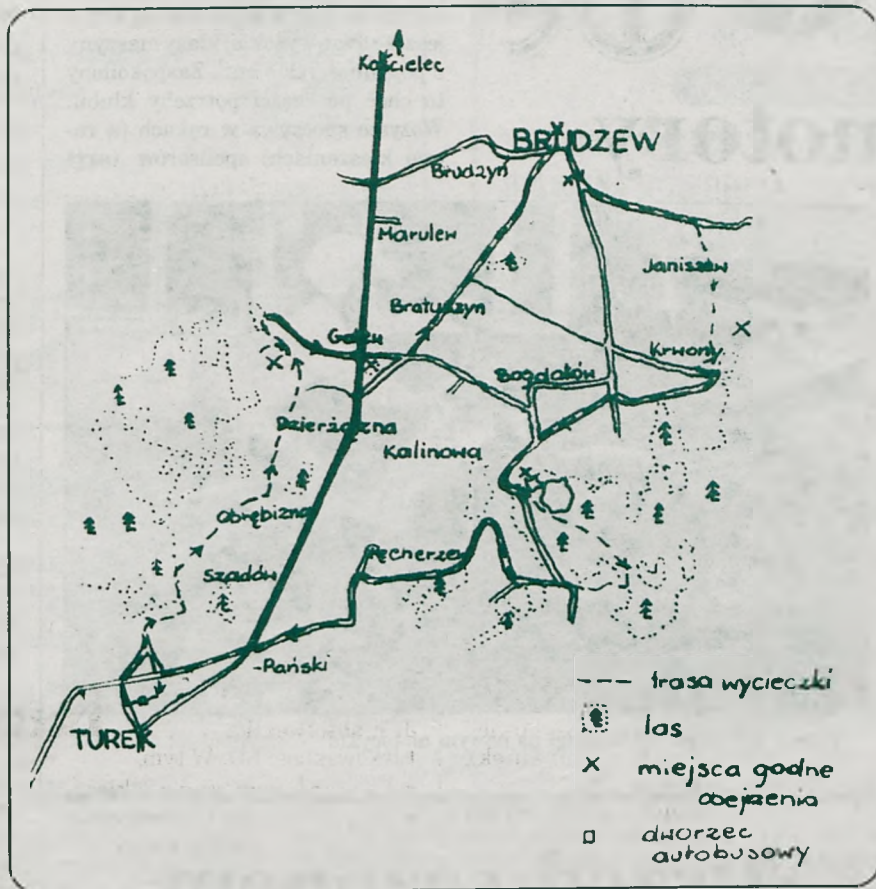 Kościelec
BRUDZEW
Brudzyn
Marulew
Janiszew
Bratuszyn
Krwony
Bogdałów
Dzierżązna
Kalinowa
Obrębizna
Szadów
-Pański
TUREK
trasa wycieczki
las
miejsca godne
obejrzenia
dworzec
autobusowy